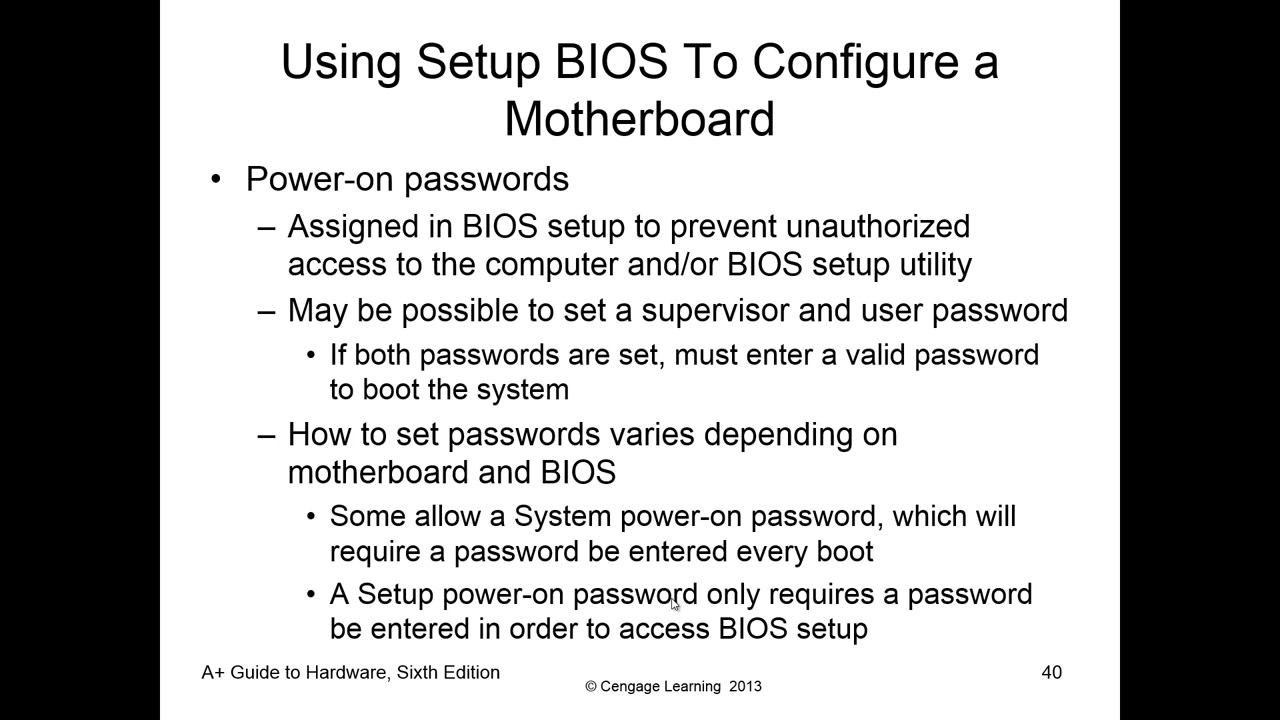 Using Setup BIOS To Configure a
Motherboard
• Power-on passwords
– Assigned in BIOS setup to prevent unauthorized
access to the computer and/or BIOS setup utility
– May be possible to set a supervisor and user password
• If both passwords are set, must enter a valid password
to boot the system
– How to set passwords varies depending on
motherboard and BIOS
• Some allow a System power-on password, which will
require a password be entered every boot
• A Setup power-on password only requires a password
be entered in order to access BIOS setup
A+ Guide to Hardware, Sixth Edition
© Cengage Learning 2013
40